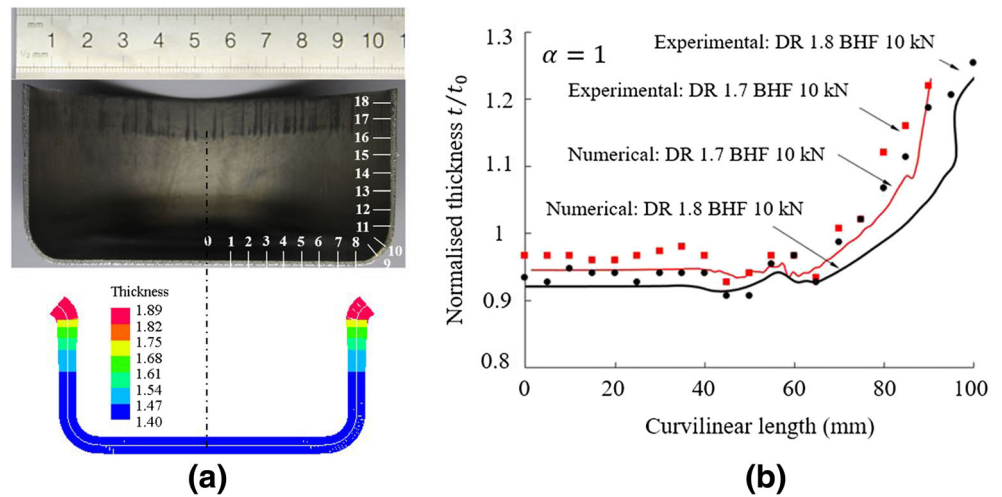 mm
1 2 3 4 5 6 7 8 9 10 1
½ mm
18
17
16
15
14
13
12
11
10
9
0 1 2 3 4 5 6 7 8
Thickness
1.89
1.82
1.75
1.68
1.61
1.54
1.47
1.40
(a)
1.3
1.2
1.1
1
0.9
0.8
Normalised thickness t/t₀
α = 1
Experimental: DR 1.8 BHF 10 kN
Experimental: DR 1.7 BHF 10 kN
Numerical: DR 1.7 BHF 10 kN
Numerical: DR 1.8 BHF 10 kN
0 20 40 60 80 100
Curvilinear length (mm)
(b)